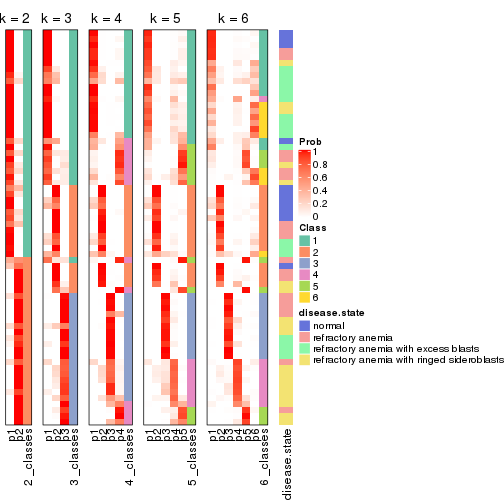 k = 2
k = 3
k = 4
k = 5
k = 6
Prob
1
0.8
0.6
0.4
0.2
0
Class
1
2
3
4
5
6
disease.state
normal
refractory anemia
refractory anemia with excess blasts
refractory anemia with ringed sideroblasts
p1
p2
2_classes
p1
p2
p3
3_classes
p1
p2
p3
p4
4_classes
p1
p2
p3
p4
p5
5_classes
p1
p2
p3
p4
p5
p6
6_classes
disease.state